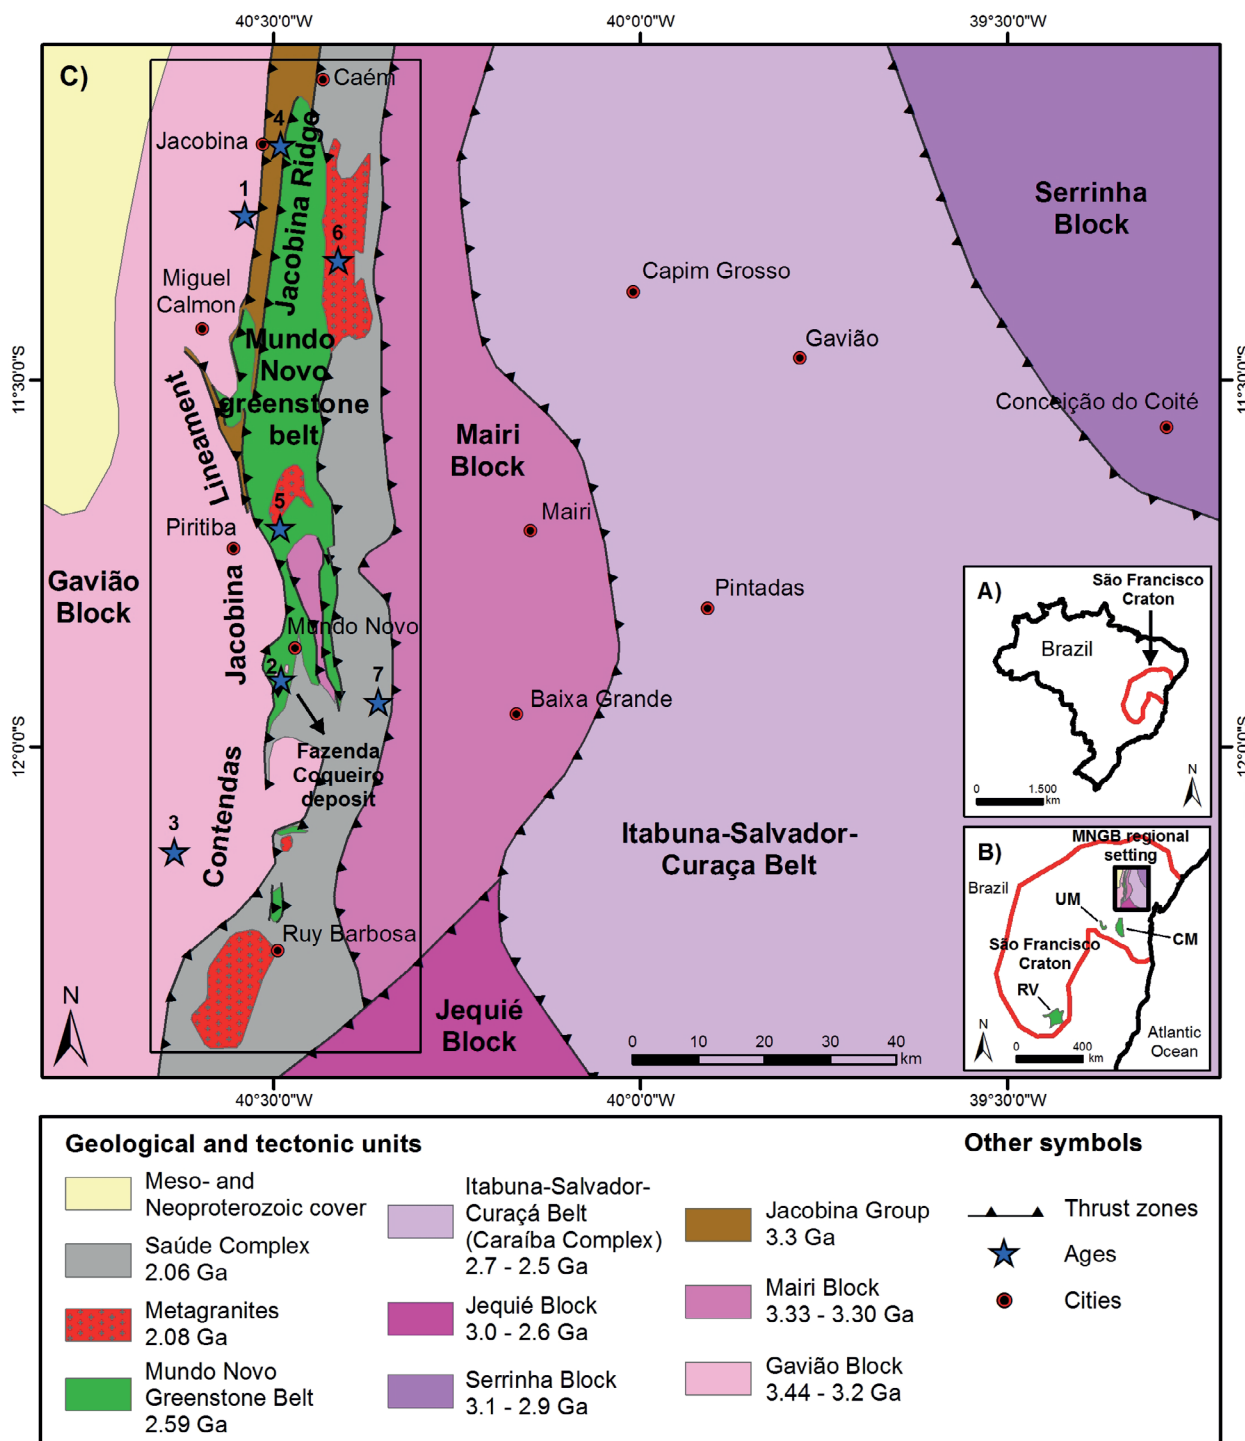 40°30'0"W
40°0'0"W
39°30'0"W
C)
Caém
4
Jacobina
1
Jacobina Ridge
6
Serrinha
Block
Miguel
Calmon
Capim Grosso
Gavião
Mundo
Novo
greenstone
belt
11°30'0"S
11°30'0"S
Lineament
Conceição do Coité
Mairi
Block
5
Mairi
Piritiba
Gavião
Block
Jacobina
Pintadas
Mundo Novo
2
7
Baixa Grande
12°0'0"S
12°0'0"S
Fazenda
Coqueiro
deposit
Contendas
3
Itabuna-Salvador-
Curaça Belt
Ruy Barbosa
N
Jequié
Block
0 10 20 30 40
km
A)
São Francisco
Craton
Brazil
0 1.500
km
N
B)
MNGB regional
setting
Brazil
UM
CM
São Francisco
Craton
RV
N
0 400
km
Atlantic
Ocean
40°30'0"W
40°0'0"W
39°30'0"W
Geological and tectonic units
Meso- and
Neoproterozoic cover
Saúde Complex
2.06 Ga
Metagranites
2.08 Ga
Mundo Novo
Greenstone Belt
2.59 Ga
Itabuna-Salvador-
Curaçá Belt
(Caraíba Complex)
2.7 - 2.5 Ga
Jequié Block
3.0 - 2.6 Ga
Serrinha Block
3.1 - 2.9 Ga
Jacobina Group
3.3 Ga
Mairi Block
3.33 - 3.30 Ga
Gavião Block
3.44 - 3.2 Ga
Other symbols
Thrust zones
Ages
Cities